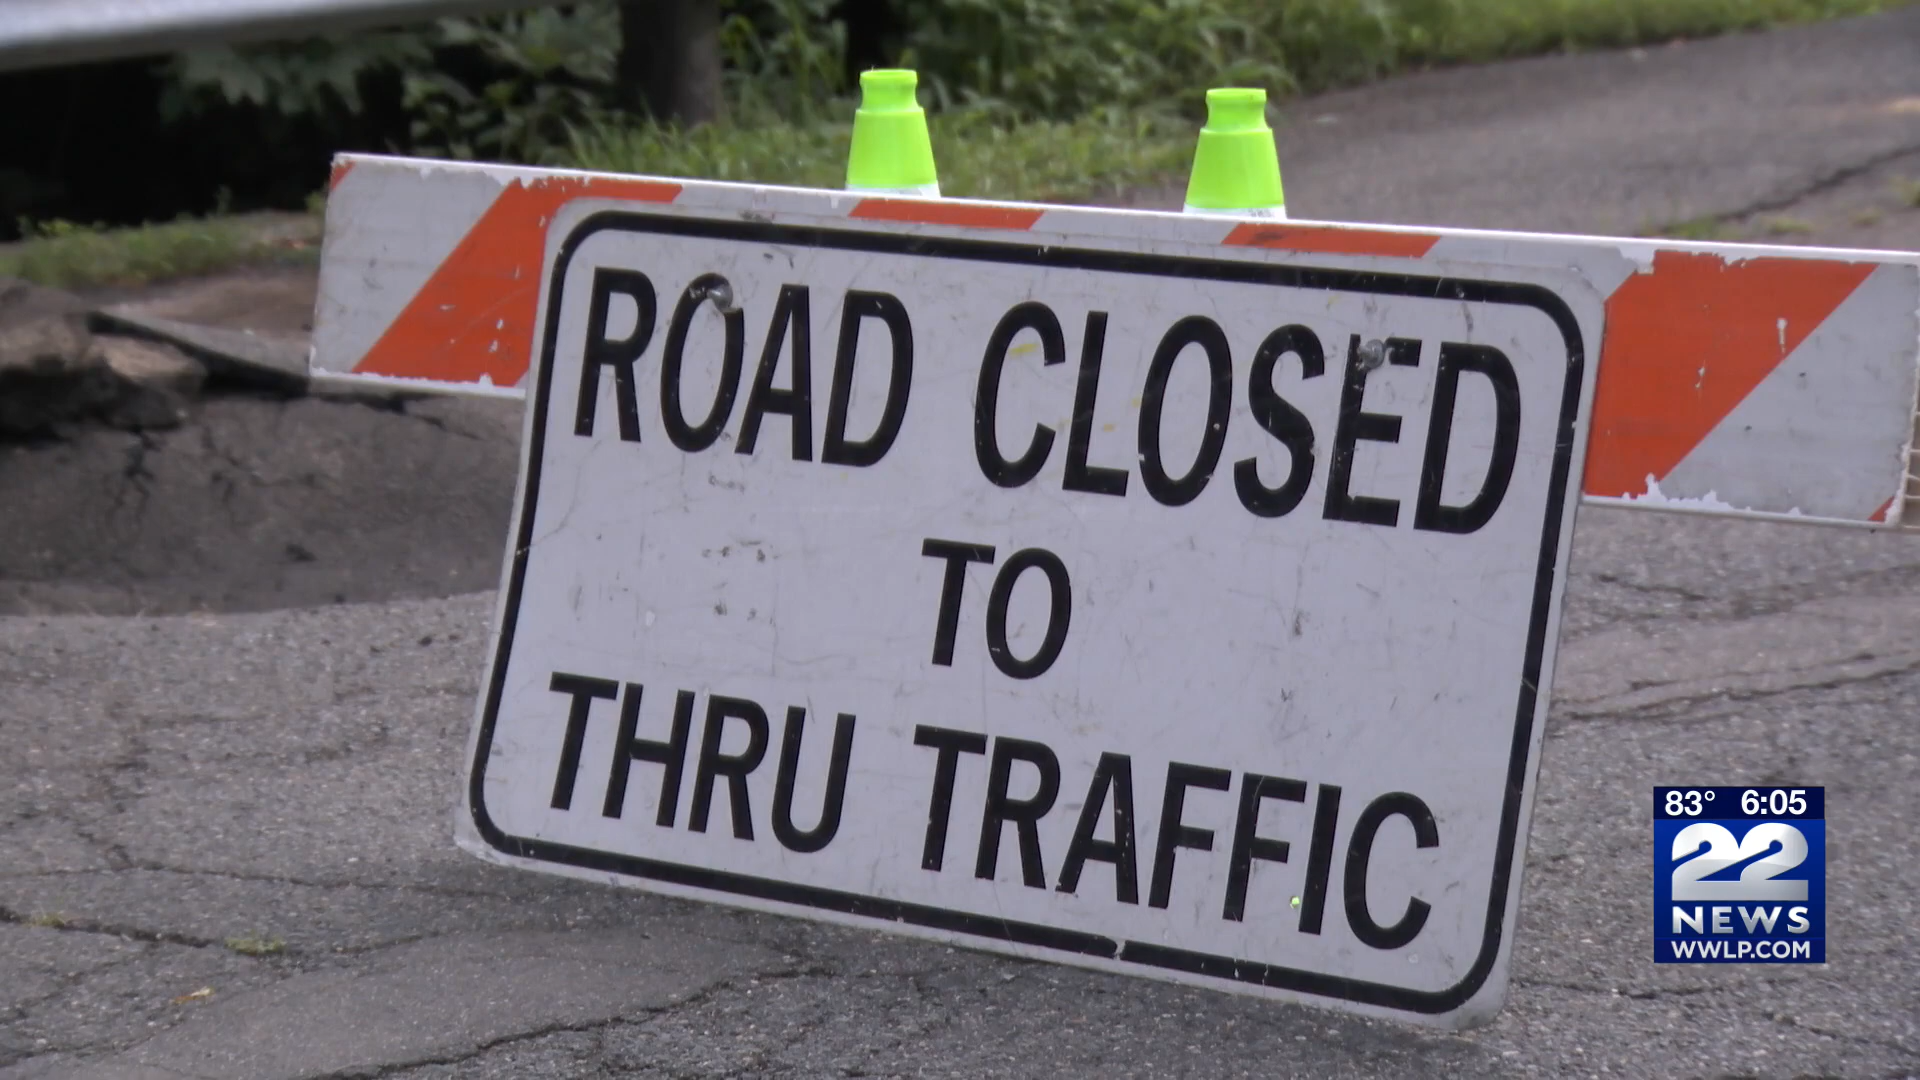 ROAD CLOSED
TO
THRU TRAFFIC
83° 6:05
22
NEWS
WWLP.COM